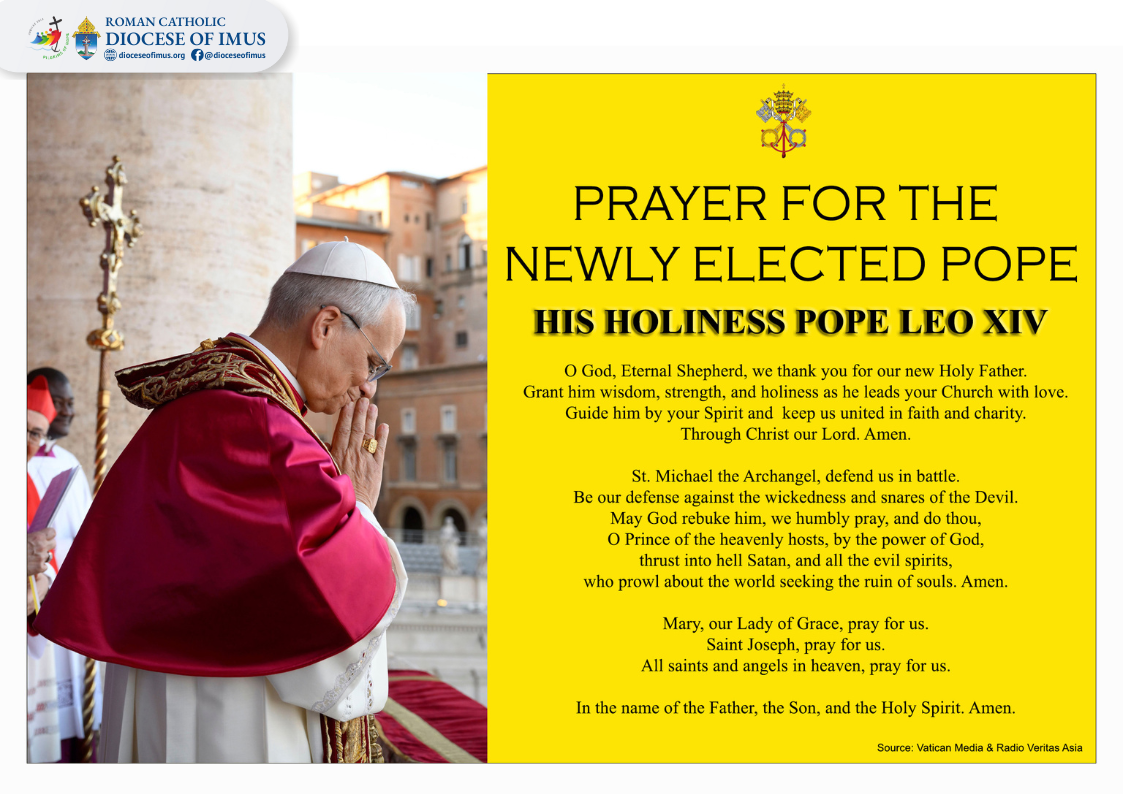 ROMAN CATHOLIC
DIOCESE OF IMUS
dioceseofimus.org @dioceseofimus
PRAYER FOR THE
NEWLY ELECTED POPE
HIS HOLINESS POPE LEO XIV
O God, Eternal Shepherd, we thank you for our new Holy Father.
Grant him wisdom, strength, and holiness as he leads your Church with love.
Guide him by your Spirit and keep us united in faith and charity.
Through Christ our Lord. Amen.
St. Michael the Archangel, defend us in battle.
Be our defense against the wickedness and snares of the Devil.
May God rebuke him, we humbly pray, and do thou,
O Prince of the heavenly hosts, by the power of God,
thrust into hell Satan, and all the evil spirits,
who prowl about the world seeking the ruin of souls. Amen.
Mary, our Lady of Grace, pray for us.
Saint Joseph, pray for us.
All saints and angels in heaven, pray for us.
In the name of the Father, the Son, and the Holy Spirit. Amen.
Source: Vatican Media & Radio Veritas Asia